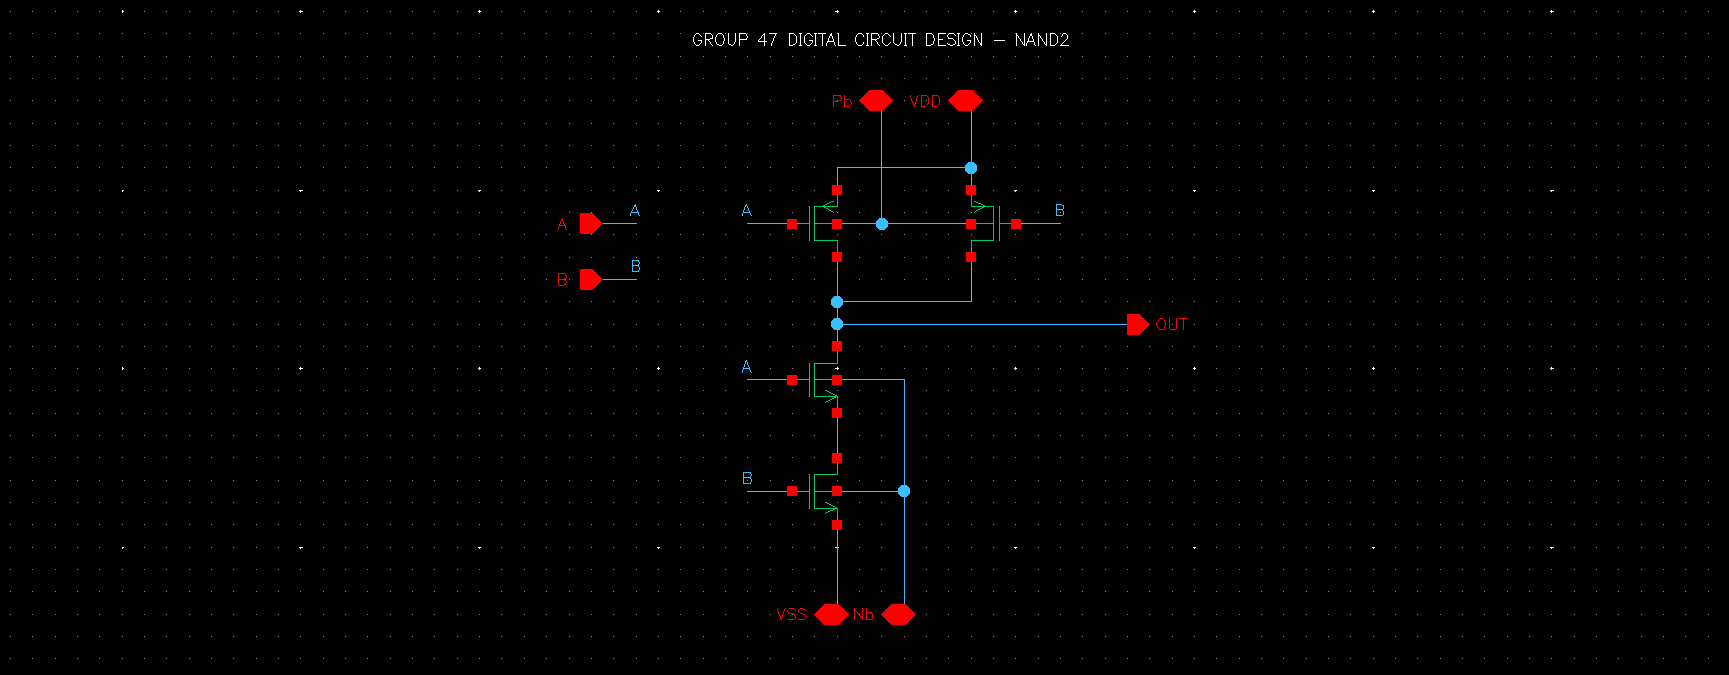 GROUP 47 DIGITAL CIRCUIT DESIGN - NAND2
Pb VDD
A A A B
B B
OUT
A
B
VSS Nb